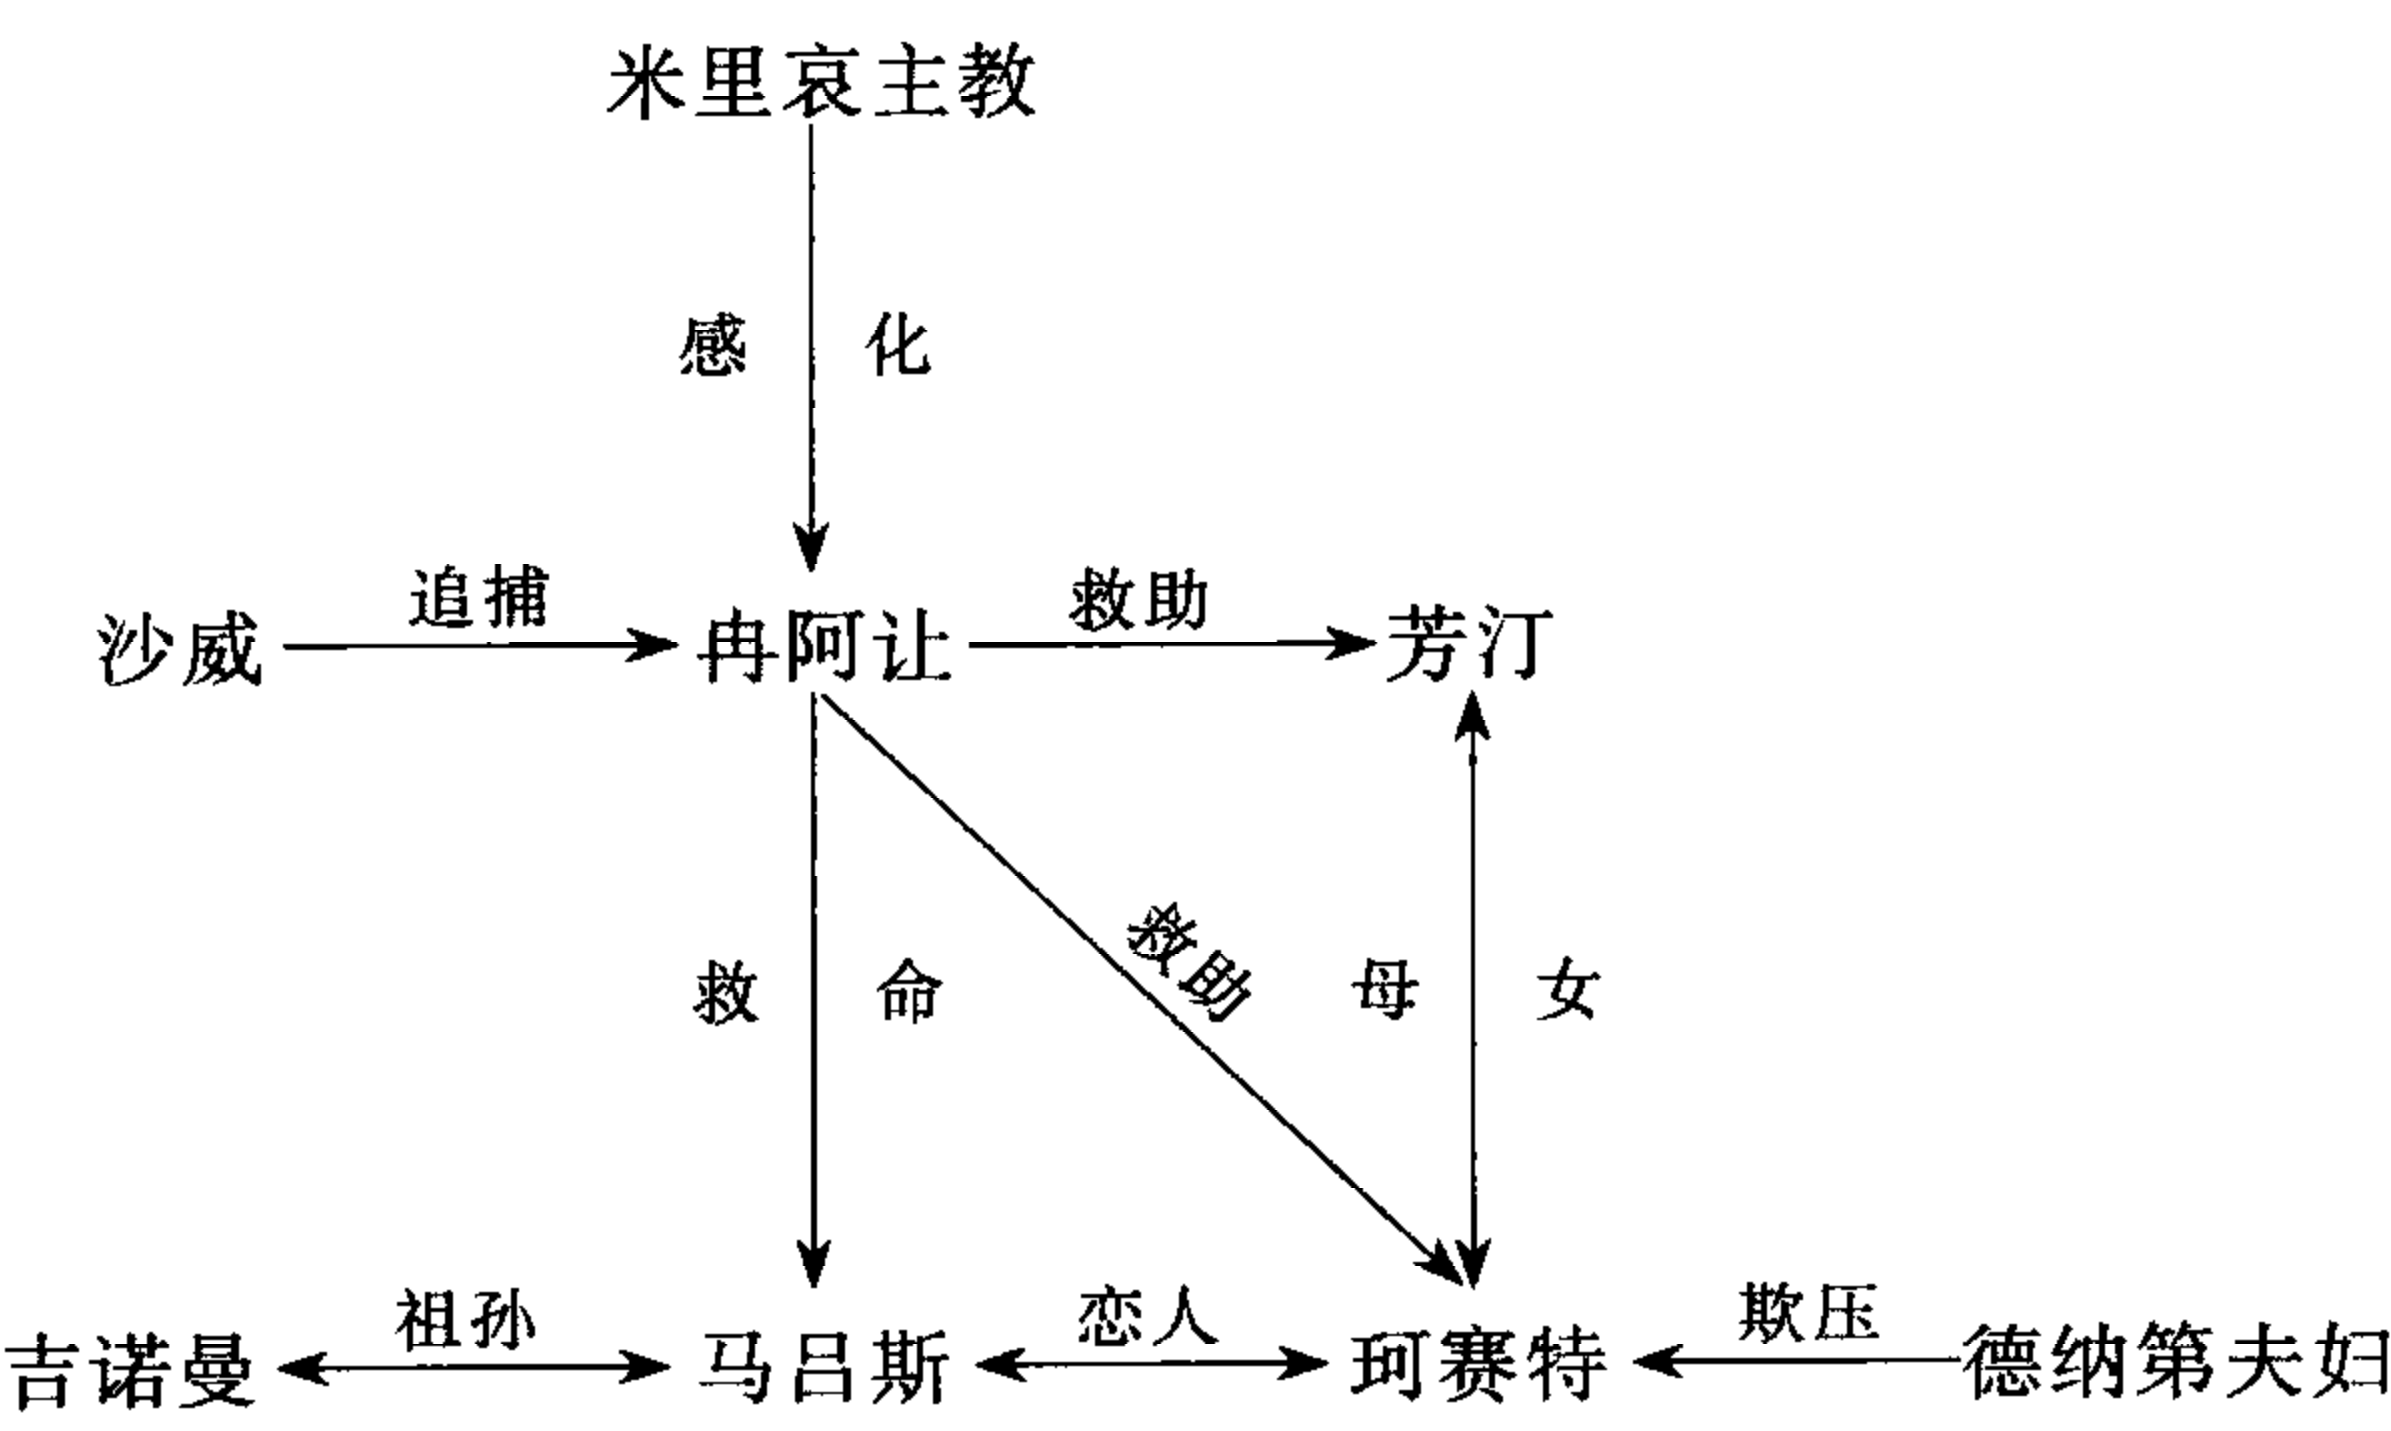 米里哀主教
感 化
追捕 救助
沙威 冉阿让 芳汀
救助
救 命 母 女
祖孙 恋人 欺压
吉诺曼 马吕斯 珂赛特 德纳第夫妇